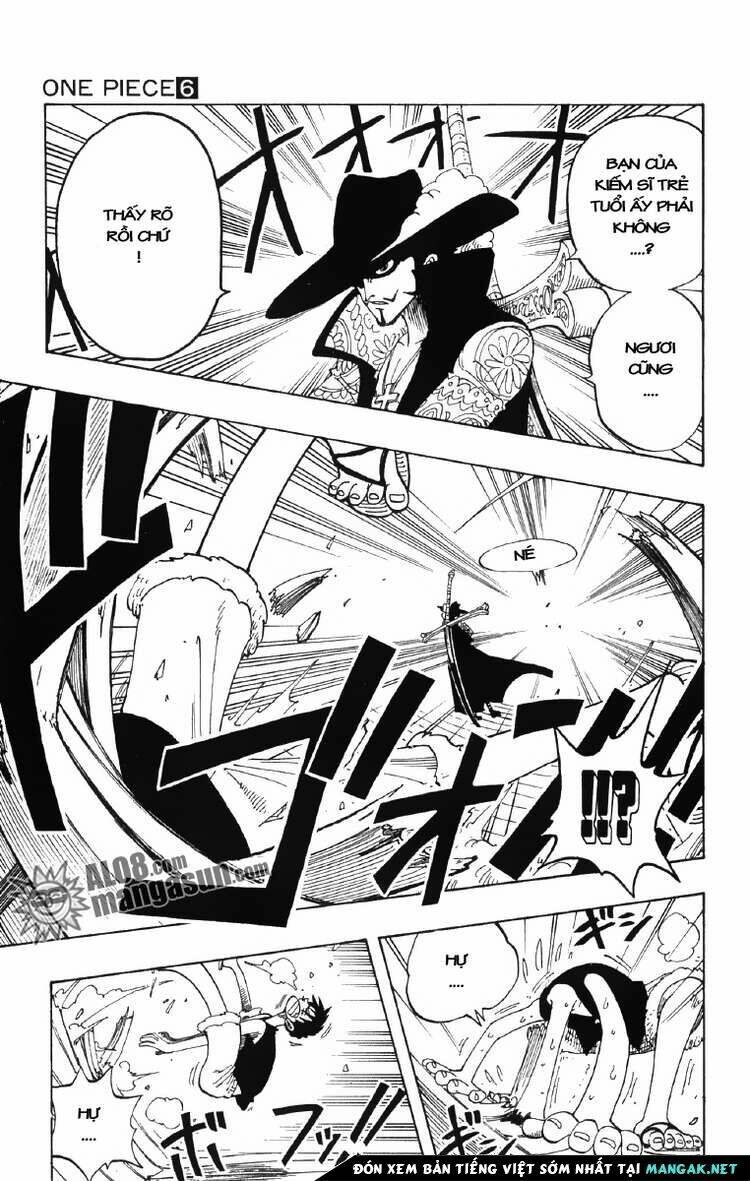 ONE PIECE 6
BẠN CỦA
KIẾM SĨ TRẺ
TUỔI ẤY PHẢI
KHÔNG
....?
NGƯƠI
CŨNG
....
THẤY RÕ
RỒI CHỨ
!
NÉ
!!?
HỰ
....
HỰ
....
AL08.com
mangasun.com
ĐÓN XEM BẢN TIẾNG VIỆT SỚM NHẤT TẠI MANGAK.NET